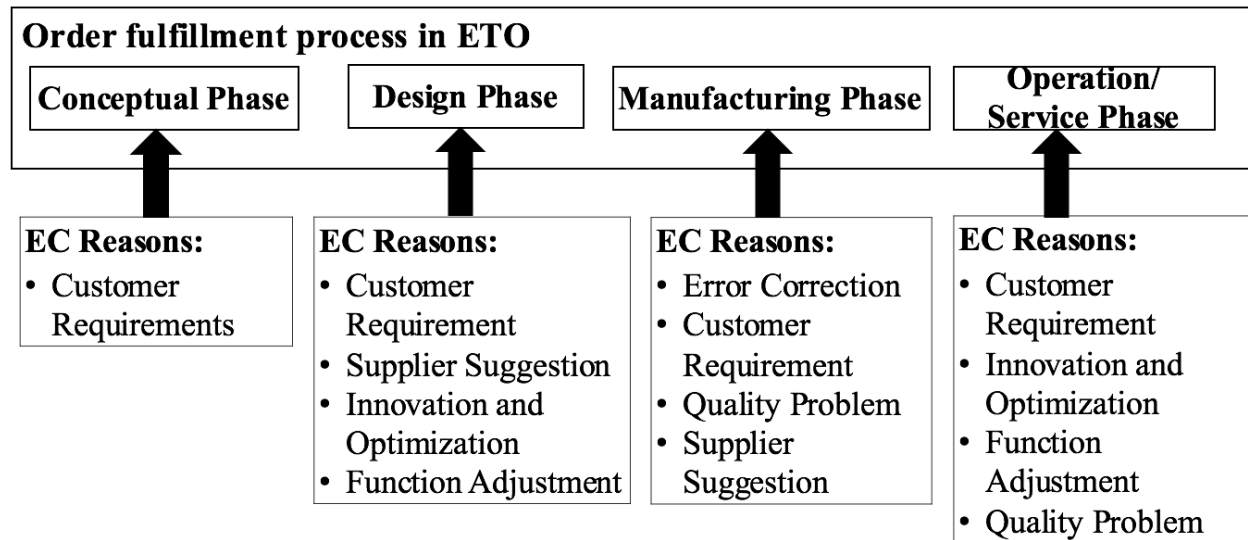 Order fulfillment process in ETO
Conceptual Phase
Design Phase
Manufacturing Phase
Operation/
Service Phase
EC Reasons:
• Customer
Requirements
EC Reasons:
• Customer
Requirement
• Supplier Suggestion
• Innovation and
Optimization
• Function Adjustment
EC Reasons:
• Error Correction
• Customer
Requirement
• Quality Problem
• Supplier
Suggestion
EC Reasons:
• Customer
Requirement
• Innovation and
Optimization
• Function
Adjustment
• Quality Problem